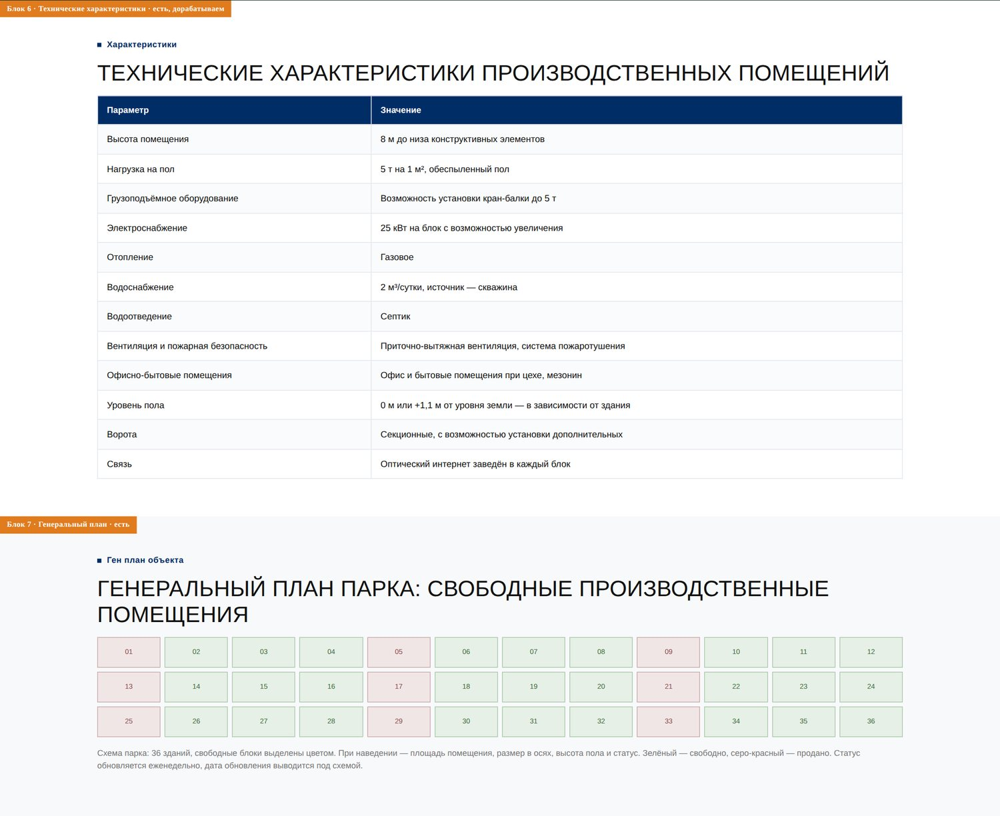 Блок 6 · Технические характеристики · есть, дорабатываем
Характеристики
ТЕХНИЧЕСКИЕ ХАРАКТЕРИСТИКИ ПРОИЗВОДСТВЕННЫХ ПОМЕЩЕНИЙ
Параметр Значение
Высота помещения 8 м до низа конструктивных элементов
Нагрузка на пол 5 т на 1 м², обеспыленный пол
Грузоподъёмное оборудование Возможность установки кран-балки до 5 т
Электроснабжение 25 кВт на блок с возможностью увеличения
Отопление Газовое
Водоснабжение 2 м³/сутки, источник — скважина
Водоотведение Септик
Вентиляция и пожарная безопасность Приточно-вытяжная вентиляция, система пожаротушения
Офисно-бытовые помещения Офис и бытовые помещения при цехе, мезонин
Уровень пола 0 м или +1,1 м от уровня земли — в зависимости от здания
Ворота Секционные, с возможностью установки дополнительных
Связь Оптический интернет заведён в каждый блок
Блок 7 · Генеральный план · есть
Ген план объекта
ГЕНЕРАЛЬНЫЙ ПЛАН ПАРКА: СВОБОДНЫЕ ПРОИЗВОДСТВЕННЫЕ
ПОМЕЩЕНИЯ
01 02 03 04 05 06 07 08 09 10 11 12
13 14 15 16 17 18 19 20 21 22 23 24
25 26 27 28 29 30 31 32 33 34 35 36
Схема парка: 36 зданий, свободные блоки выделены цветом. При наведении — площадь помещения, размер в осях, высота пола и статус. Зелёный — свободно, серо-красный — продано. Статус
обновляется еженедельно, дата обновления выводится под схемой.